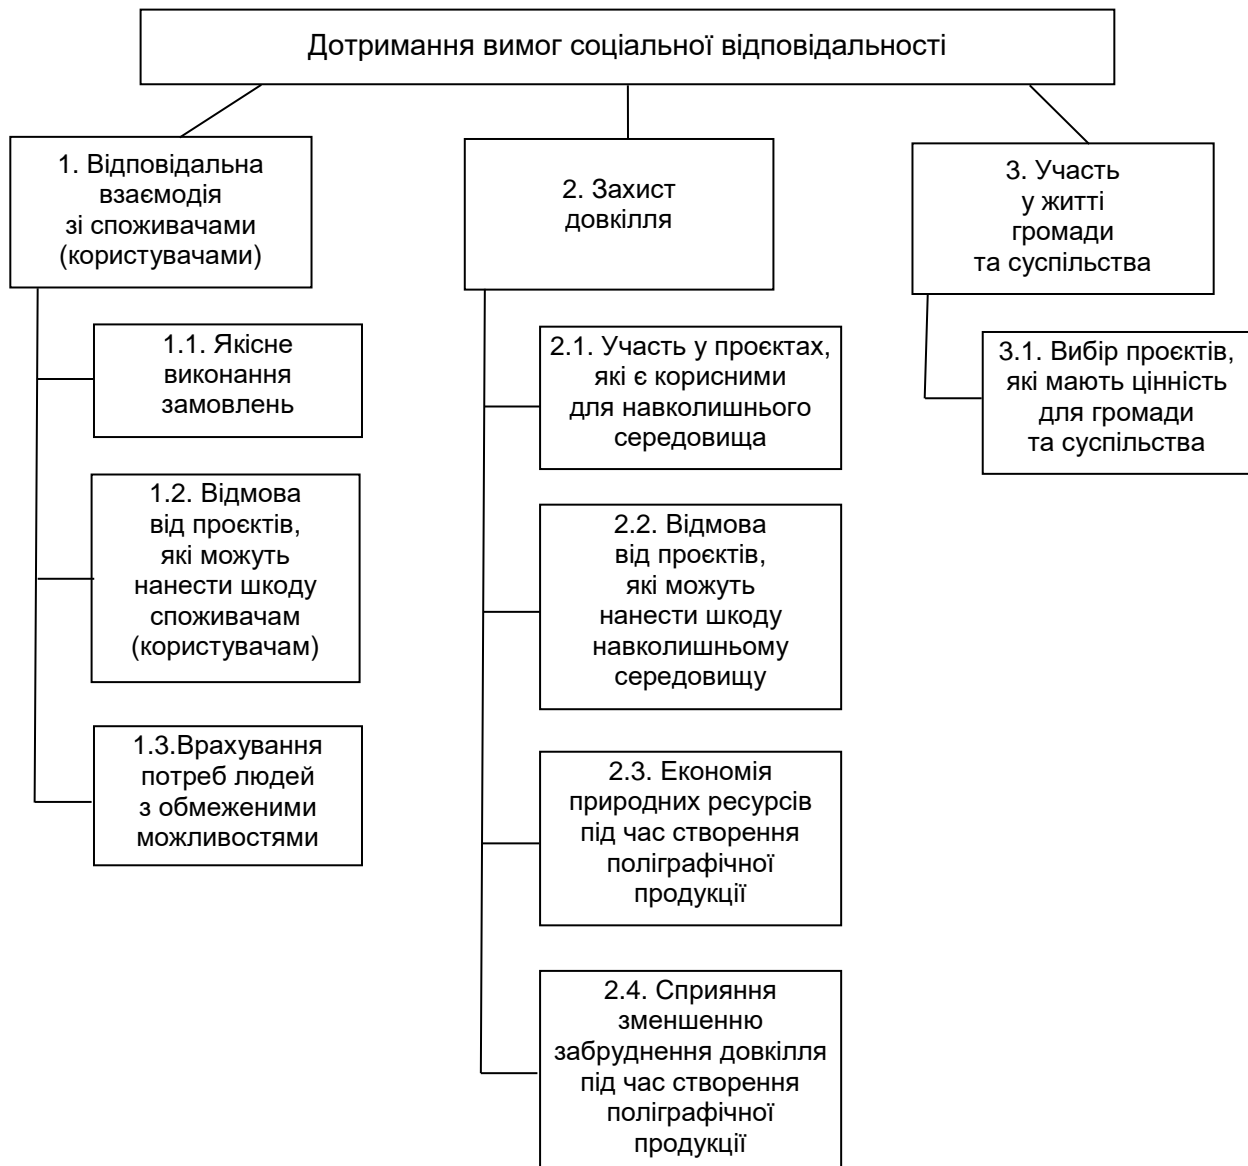 Дотримання вимог соціальної відповідальності
1. Відповідальна
взаємодія
зі споживачами
(користувачами)
1.1. Якісне
виконання
замовлень
1.2. Відмова
від проєктів,
які можуть
нанести шкоду
споживачам
(користувачам)
1.3.Врахування
потреб людей
з обмеженими
можливостями
2. Захист
довкілля
2.1. Участь у проєктах,
які є корисними
для навколишнього
середовища
2.2. Відмова
від проєктів,
які можуть
нанести шкоду
навколишньому
середовищу
2.3. Економія
природних ресурсів
під час створення
поліграфічної
продукції
2.4. Сприяння
зменшенню
забруднення довкілля
під час створення
поліграфічної
продукції
3. Участь
у житті
громади
та суспільства
3.1. Вибір проєктів,
які мають цінність
для громади
та суспільства